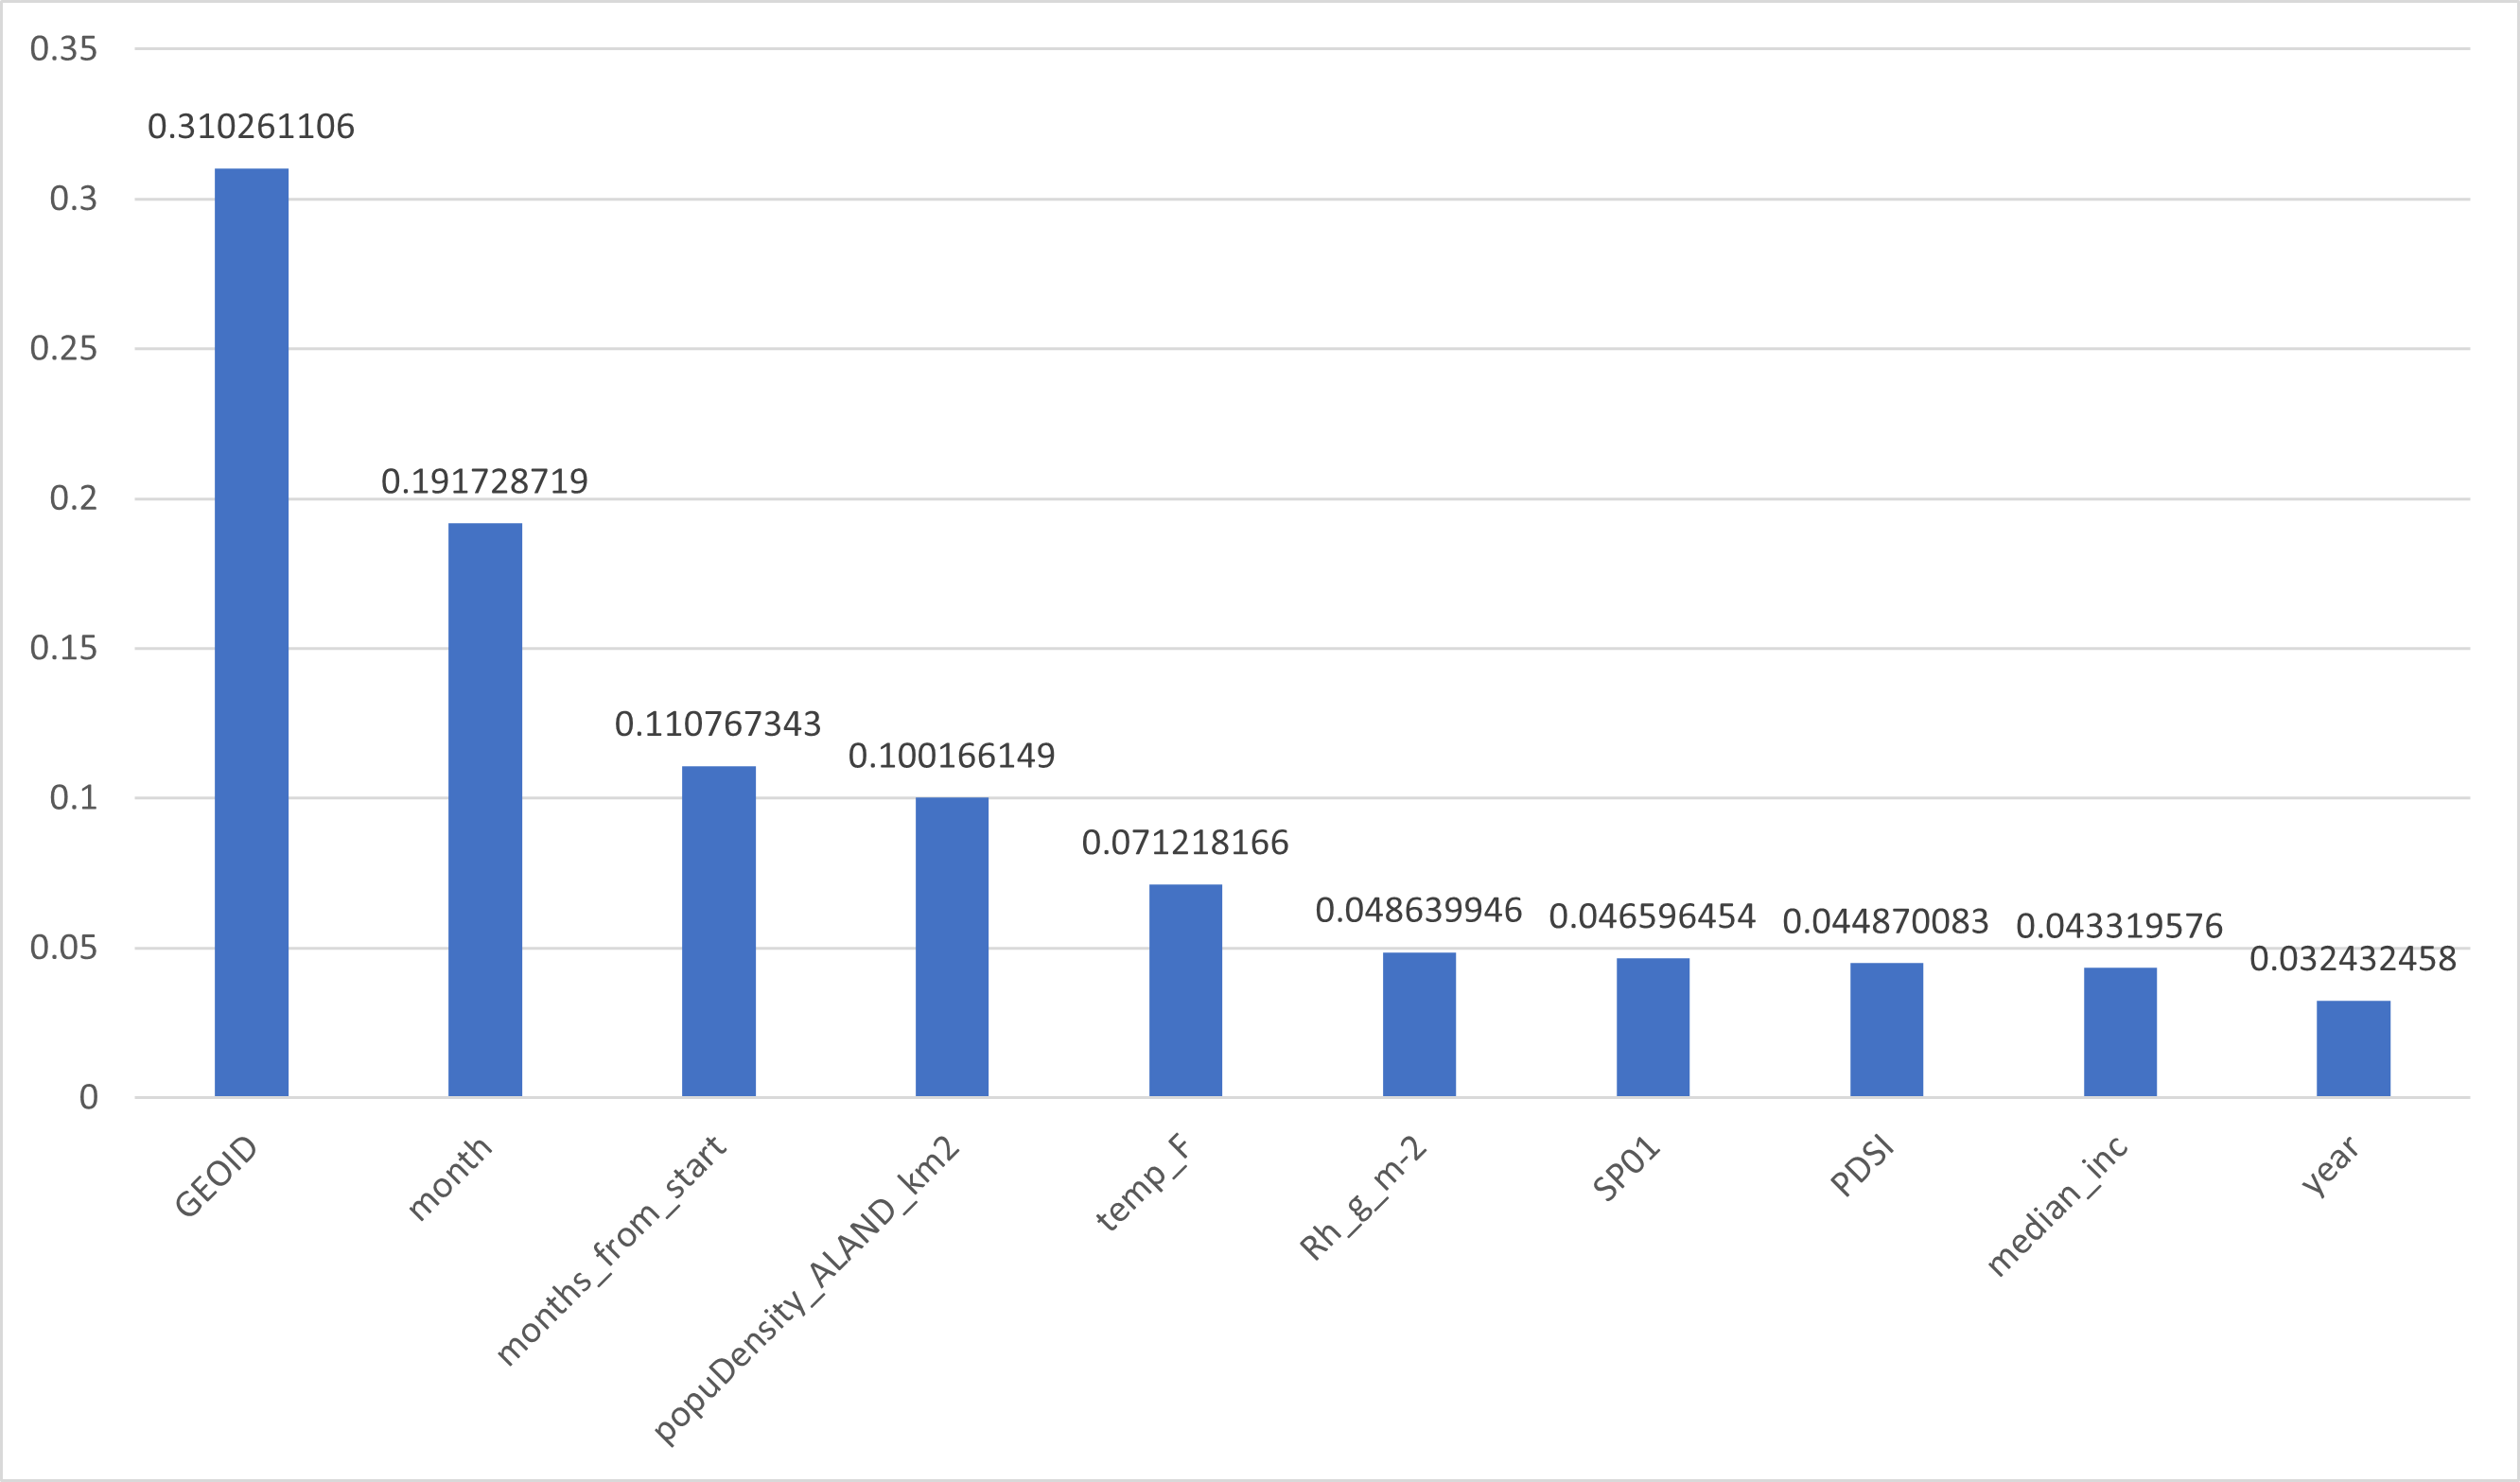 0.35
0.3
0.25
0.2
0.15
0.1
0.05
0
0.310261106
0.191728719
0.110767343
0.100166149
0.071218166
0.048639946
0.046596454
0.044870083
0.043319576
0.032432458
GEOID
month
months_from_start
popuDensity_ALAND_km2
temp_F
Rh_g_m-2
SP01
PDSI
median_inc
year